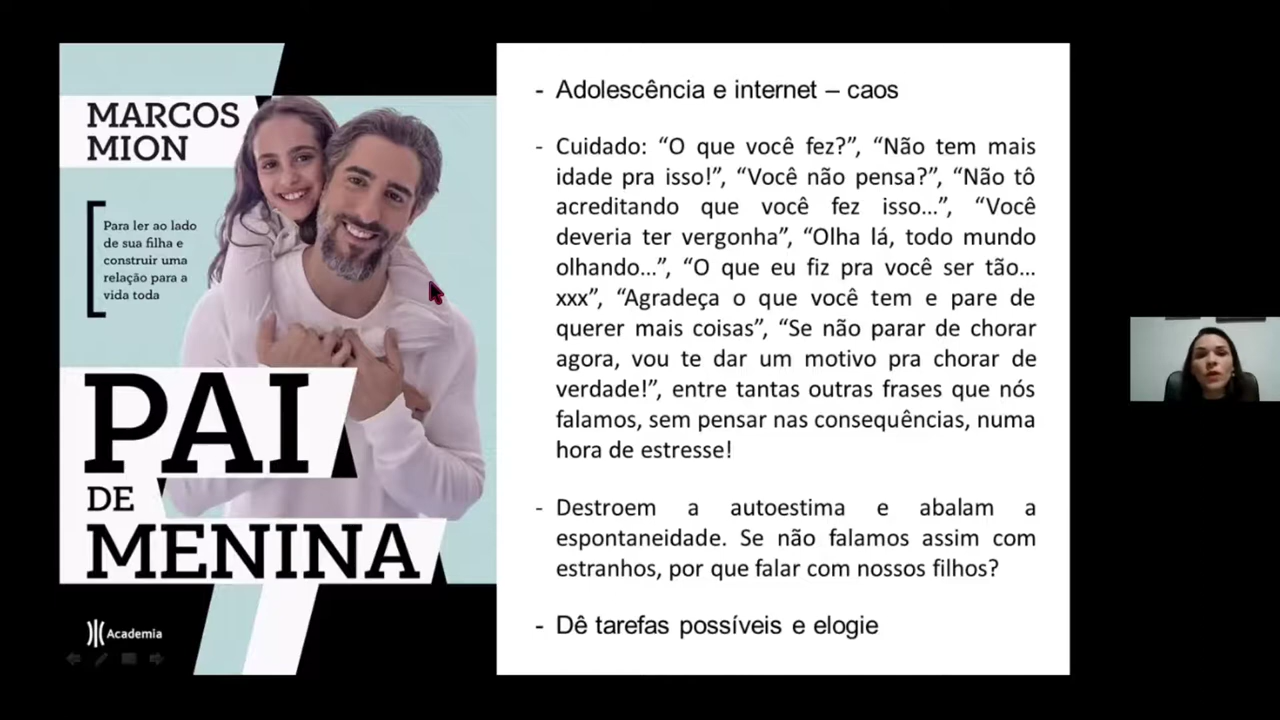 MARCOS
MION
Para ler ao lado
de sua filha e
construir uma
relação para a
vida toda
PAI
DE
MENINA
Academia
- Adolescência e internet – caos
- Cuidado: “O que você fez?”, “Não tem mais
idade pra isso!”, “Você não pensa?”, “Não tô
acreditando que você fez isso...”, “Você
deveria ter vergonha”, “Olha lá, todo mundo
olhando...”, “O que eu fiz pra você ser tão...
xxx”, “Agradeça o que você tem e pare de
querer mais coisas”, “Se não parar de chorar
agora, vou te dar um motivo pra chorar de
verdade!”, entre tantas outras frases que nós
falamos, sem pensar nas consequências, numa
hora de estresse!
- Destroem a autoestima e abalam a
espontaneidade. Se não falamos assim com
estranhos, por que falar com nossos filhos?
- Dê tarefas possíveis e elogie